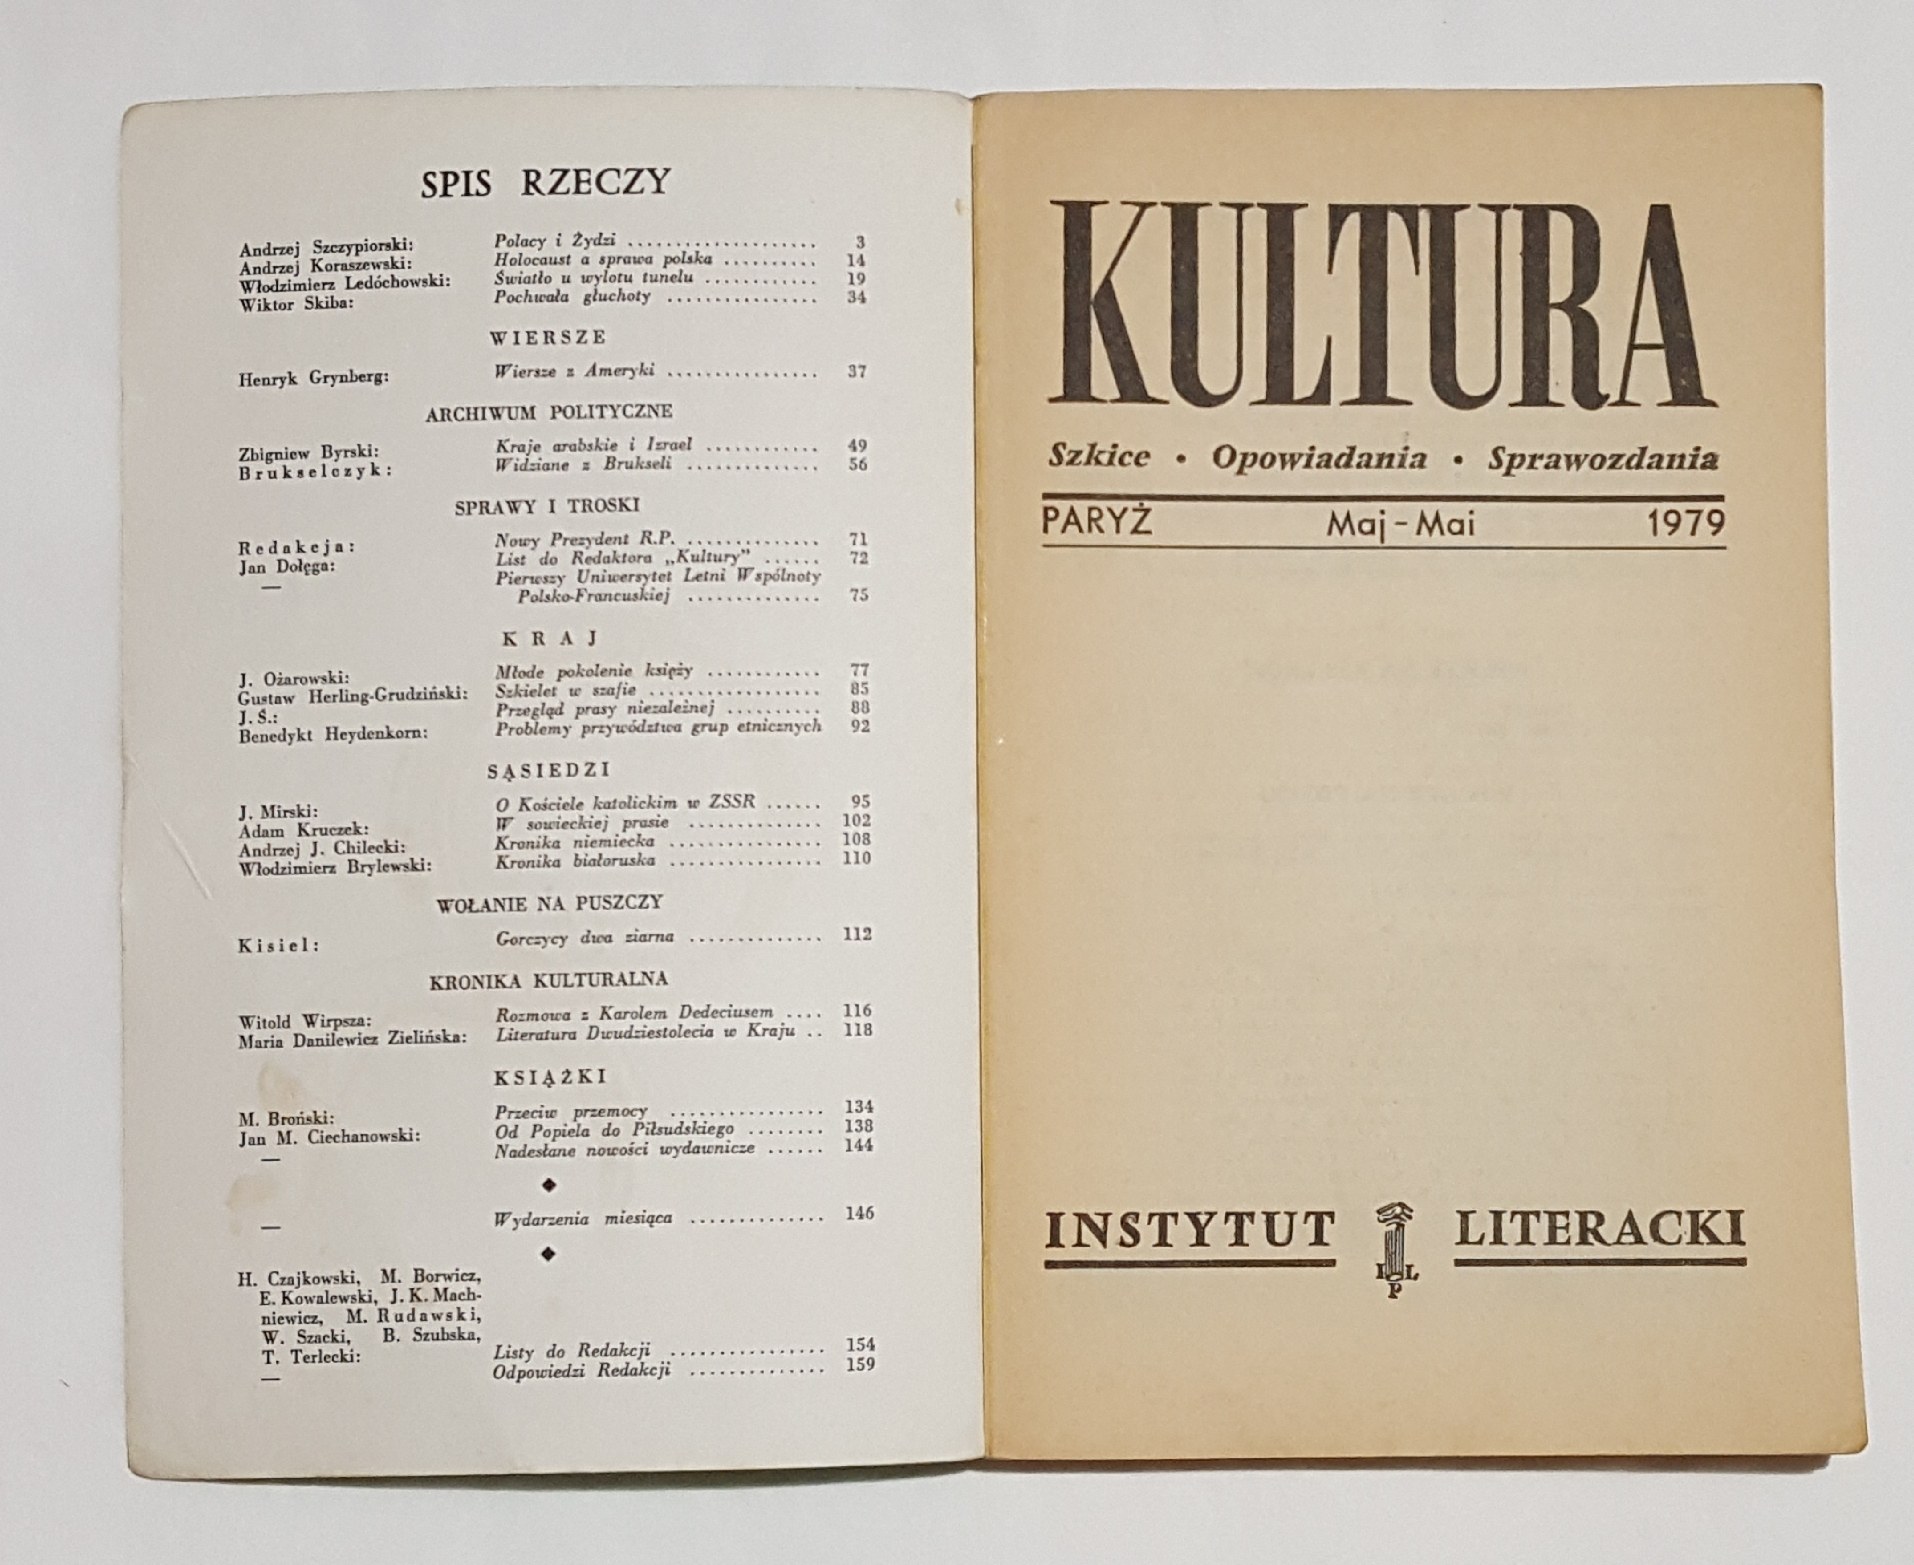 SPIS RZECZY
Andrzej Szczypiorski: Polacy i Żydzi .................... 3
Andrzej Koraszewski: Holocaust a sprawa polska .......... 14
Włodzimierz Ledóchowski: Światło u wylotu tunelu ............ 19
Wiktor Skiba: Pochwała głuchoty ................ 34
WIERSZE
Henryk Grynberg: Wiersze z Ameryki ................ 37
ARCHIWUM POLITYCZNE
Zbigniew Byrski: Kraje arabskie i Izrael ............ 49
Brukselczyk: Widziane z Brukseli .............. 56
SPRAWY I TROSKI
Redakcja: Nowy Prezydent R.P. .............. 71
Jan Dołęga: List do Redaktora „Kultury” ...... 72
— Pierwszy Uniwersytet Letni Wspólnoty
Polsko-Francuskiej .............. 75
KRAJ
J. Ożarowski: Młode pokolenie księży ............ 77
Gustaw Herling-Grudziński: Szkielet w szafie .................. 85
J. Ś.: Przegląd prasy niezależnej .......... 88
Benedykt Heydenkorn: Problemy przywództwa grup etnicznych 92
SĄSIEDZI
J. Mirski: O Kościele katolickim w ZSSR ...... 95
Adam Kruczek: W sowieckiej prasie .............. 102
Andrzej J. Chilecki: Kronika niemiecka ................ 108
Włodzimierz Brylewski: Kronika białoruska ................ 110
WOŁANIE NA PUSZCZY
Kisiel: Gorczycy dwa ziarna .............. 112
KRONIKA KULTURALNA
Witold Wirpsza: Rozmowa z Karolem Dedeciusem .... 116
Maria Danilewicz Zielińska: Literatura Dwudziestolecia w Kraju .. 118
KSIĄŻKI
M. Broński: Przeciw przemocy ................ 134
Jan M. Ciechanowski: Od Popiela do Piłsudskiego ........ 138
— Nadesłane nowości wydawnicze ...... 144
— Wydarzenia miesiąca .............. 146
H. Czajkowski, M. Borwicz,
E. Kowalewski, J. K. Mach-
niewicz, M. Rudawski,
W. Szacki, B. Szubska,
T. Terlecki: Listy do Redakcji ................ 154
— Odpowiedzi Redakcji .............. 159
KULTURA
Szkice • Opowiadania • Sprawozdania
PARYŻ Maj - Mai 1979
INSTYTUT LITERACKI
I L
P